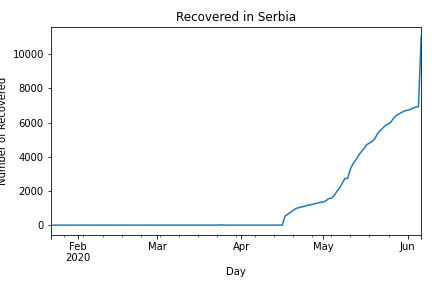 Recovered in Serbia
Number of Recovered
10000
8000
6000
4000
2000
0
Feb
2020
Mar
Apr
May
Jun
Day